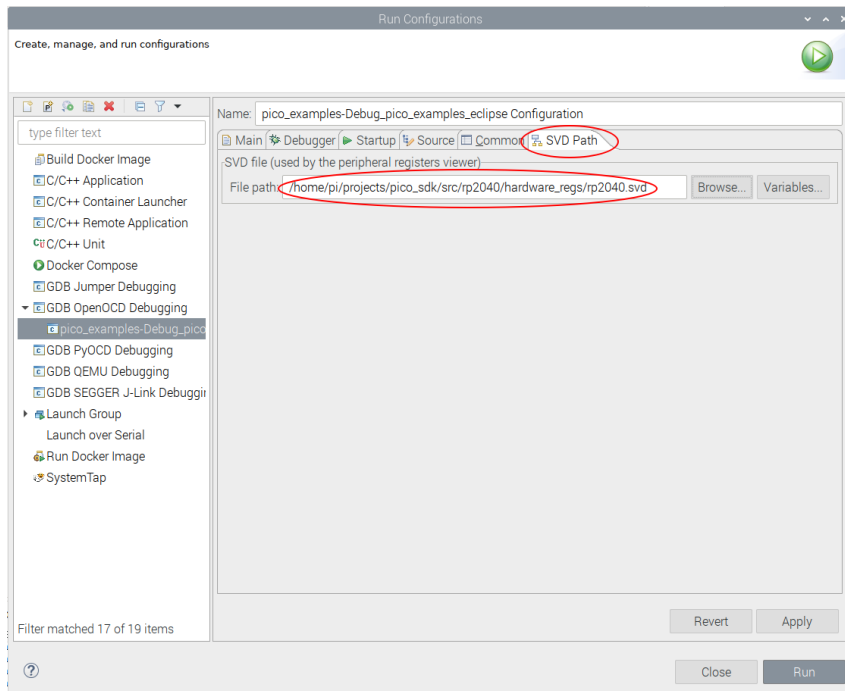 Run Configurations
Create, manage, and run configurations
type filter text
Build Docker Image
C/C++ Application
C/C++ Container Launcher
C/C++ Remote Application
C/C++ Unit
Docker Compose
GDB Jumper Debugging
GDB OpenOCD Debugging
pico_examples-Debug_pico
GDB PyOCD Debugging
GDB QEMU Debugging
GDB SEGGER J-Link Debuggin
Launch Group
Launch over Serial
Run Docker Image
SystemTap
Filter matched 17 of 19 items
Name: pico_examples-Debug_pico_examples_eclipse Configuration
Main Debugger Startup Source Common SVD Path
SVD file (used by the peripheral registers viewer)
File path: /home/pi/projects/pico_sdk/src/rp2040/hardware_regs/rp2040.svd Browse... Variables...
Revert Apply
Close Run